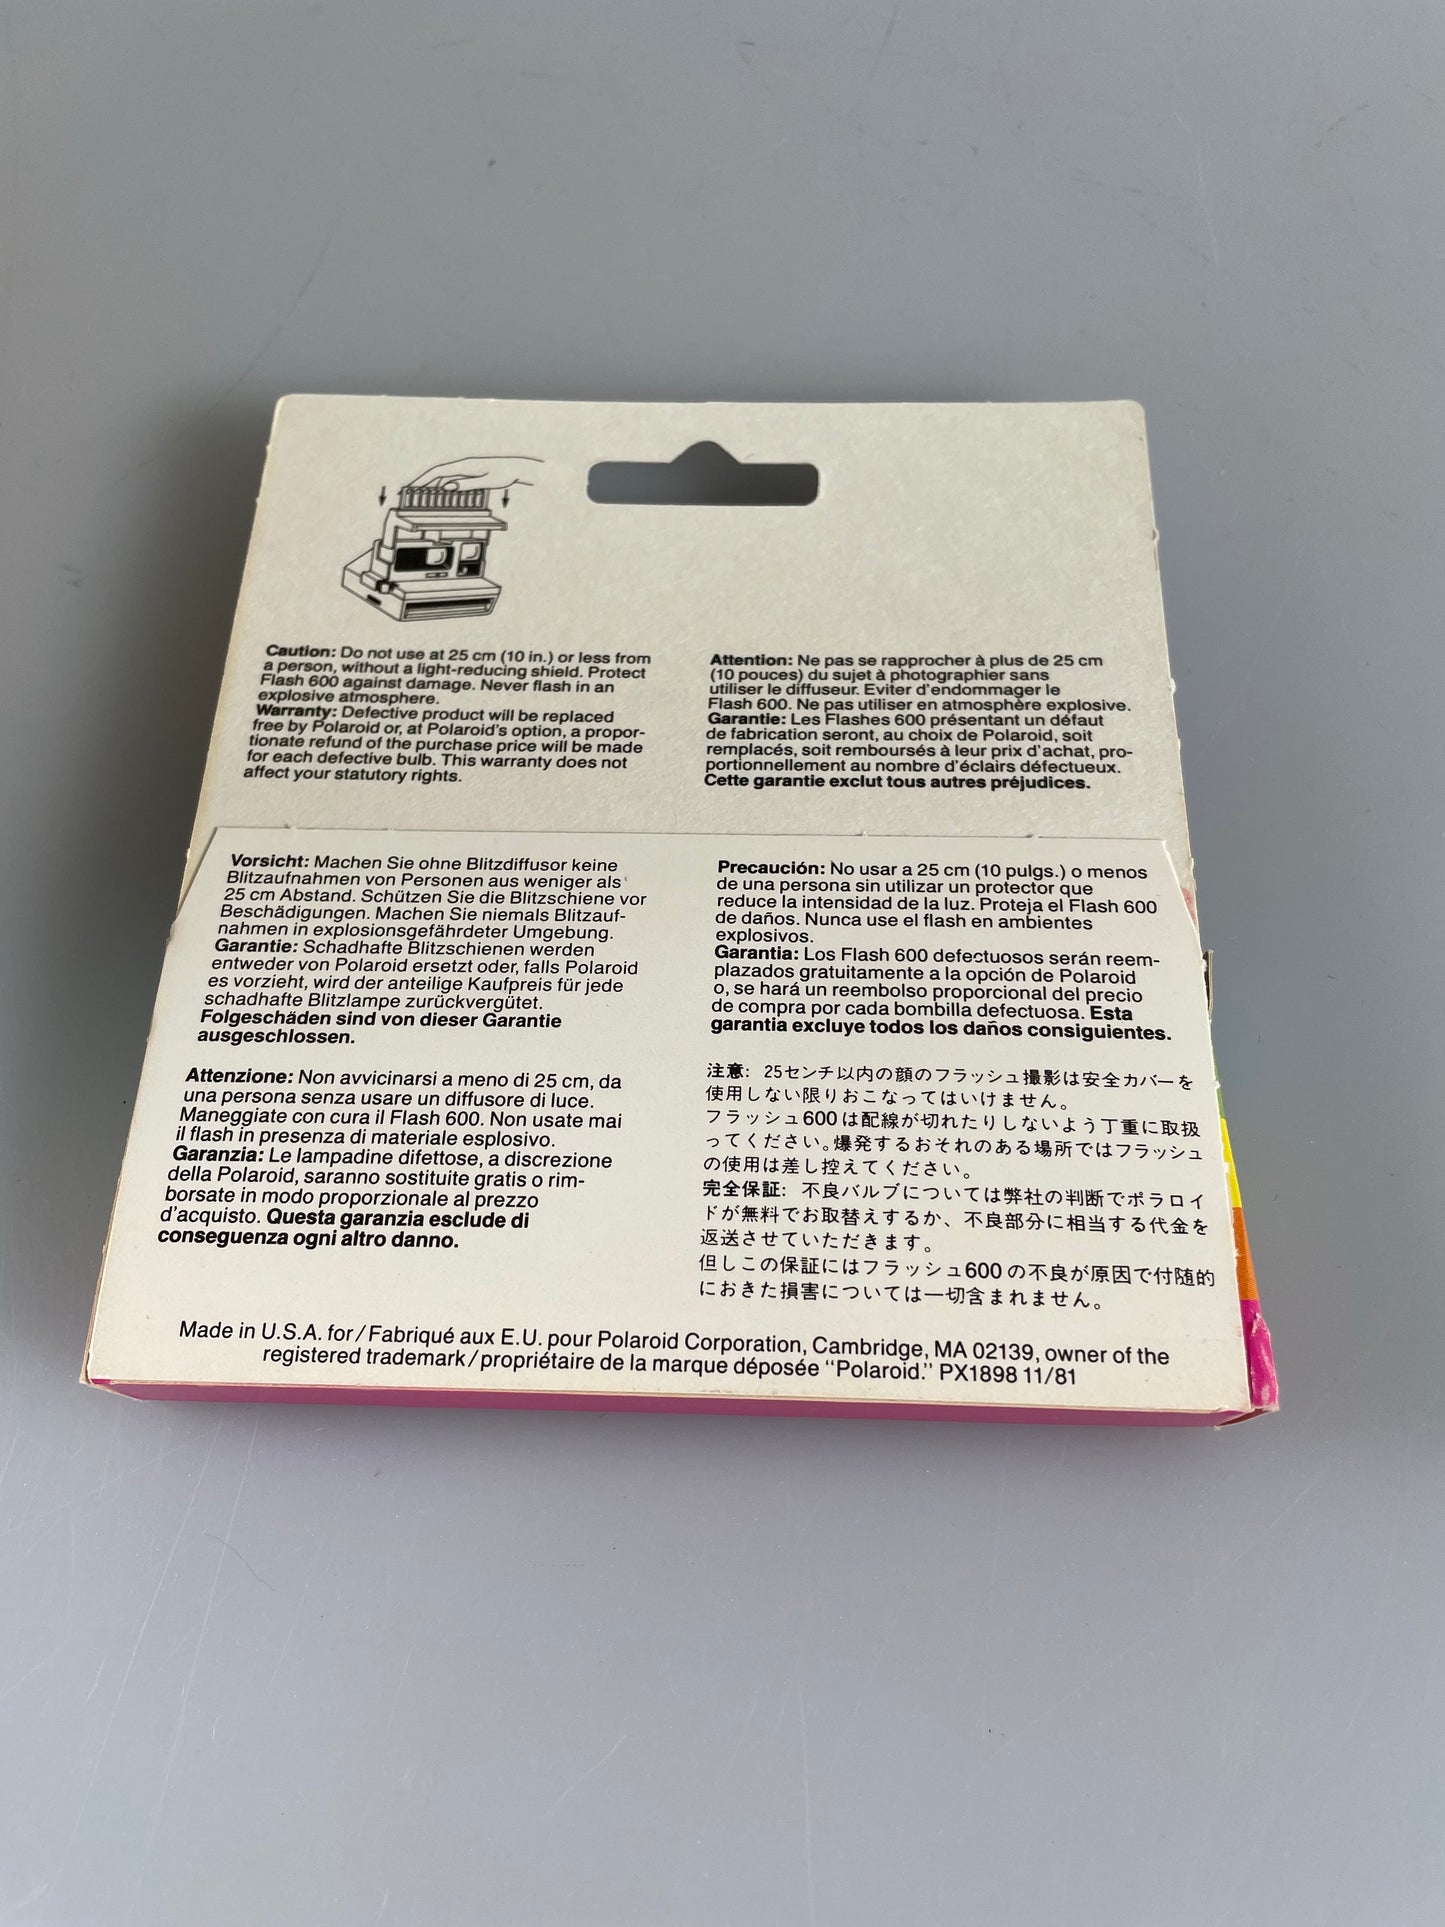 Caution: Do not use at 25 cm (10 in.) or less from
a person, without a light-reducing shield. Protect
Flash 600 against damage. Never flash in an
explosive atmosphere.
Warranty: Defective product will be replaced
free by Polaroid or, at Polaroid's option, a propor-
tionate refund of the purchase price will be made
for each defective bulb. This warranty does not
affect your statutory rights.
Attention: Ne pas se rapprocher à plus de 25 cm
(10 pouces) du sujet à photographier sans
utiliser le diffuseur. Eviter d'endommager le
Flash 600. Ne pas utiliser en atmosphère explosive.
Garantie: Les Flashes 600 présentant un défaut
de fabrication seront, au choix de Polaroid, soit
remplacés, soit remboursés à leur prix d'achat, pro-
portionnellement au nombre d'éclairs défectueux.
Cette garantie exclut tous autres préjudices.
Vorsicht: Machen Sie ohne Blitzdiffusor keine
Blitzaufnahmen von Personen aus weniger als
25 cm Abstand. Schützen Sie die Blitzschiene vor
Beschädigungen. Machen Sie niemals Blitzauf-
nahmen in explosionsgefährdeter Umgebung.
Garantie: Schadhafte Blitzschienen werden
entweder von Polaroid ersetzt oder, falls Polaroid
es vorzieht, wird der anteilige Kaufpreis für jede
schadhafte Blitzlampe zurückvergütet.
Folgeschäden sind von dieser Garantie
ausgeschlossen.
Precaución: No usar a 25 cm (10 pulgs.) o menos
de una persona sin utilizar un protector que
reduce la intensidad de la luz. Proteja el Flash 600
de daños. Nunca use el flash en ambientes
explosivos.
Garantia: Los Flash 600 defectuosos serán reem-
plazados gratuitamente a la opción de Polaroid
o, se hará un reembolso proporcional del precio
de compra por cada bombilla defectuosa. Esta
garantia excluye todos los daños consiguientes.
Attenzione: Non avvicinarsi a meno di 25 cm, da
una persona senza usare un diffusore di luce.
Maneggiate con cura il Flash 600. Non usate mai
il flash in presenza di materiale esplosivo.
Garanzia: Le lampadine difettose, a discrezione
della Polaroid, saranno sostituite gratis o rim-
borsate in modo proporzionale al prezzo
d'acquisto. Questa garanzia esclude di
conseguenza ogni altro danno.
注意: 25センチ以内の顔のフラッシュ撮影は安全カバーを
使用しない限りおこなってはいけません。
フラッシュ600は配線が切れたりしないよう丁重に取扱
ってください。爆発するおそれのある場所ではフラッシュ
の使用は差し控えてください。
完全保証: 不良バルブについては弊社の判断でポラロイ
ドが無料でお取替えするか、不良部分に相当する代金を
返送させていただきます。
但しこの保証にはフラッシュ600の不良が原因で付随的
におきた損害については一切含まれません。
Made in U.S.A. for/Fabriqué aux E.U. pour Polaroid Corporation, Cambridge, MA 02139, owner of the
registered trademark/propriétaire de la marque déposée "Polaroid." PX1898 11/81